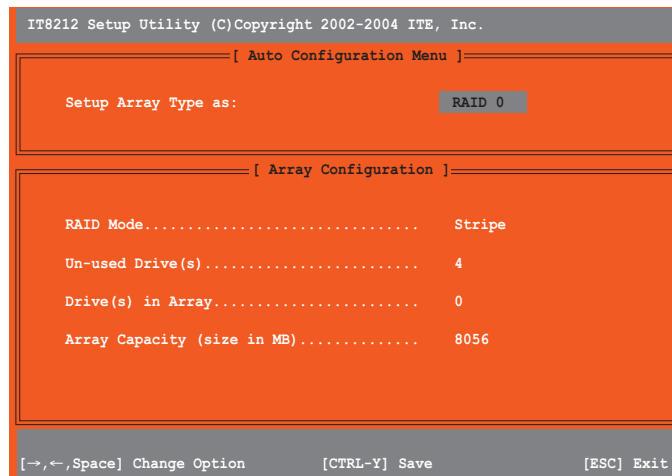 IT8212 Setup Utility (C)Copyright 2002-2004 ITE, Inc.
[ Auto Configuration Menu ]
Setup Array Type as: RAID 0
[ Array Configuration ]
RAID Mode................................ Stripe
Un-used Drive(s)......................... 4
Drive(s) in Array........................ 0
Array Capacity (size in MB).............. 8056
[→,←,Space] Change Option [CTRL-Y] Save [ESC] Exit